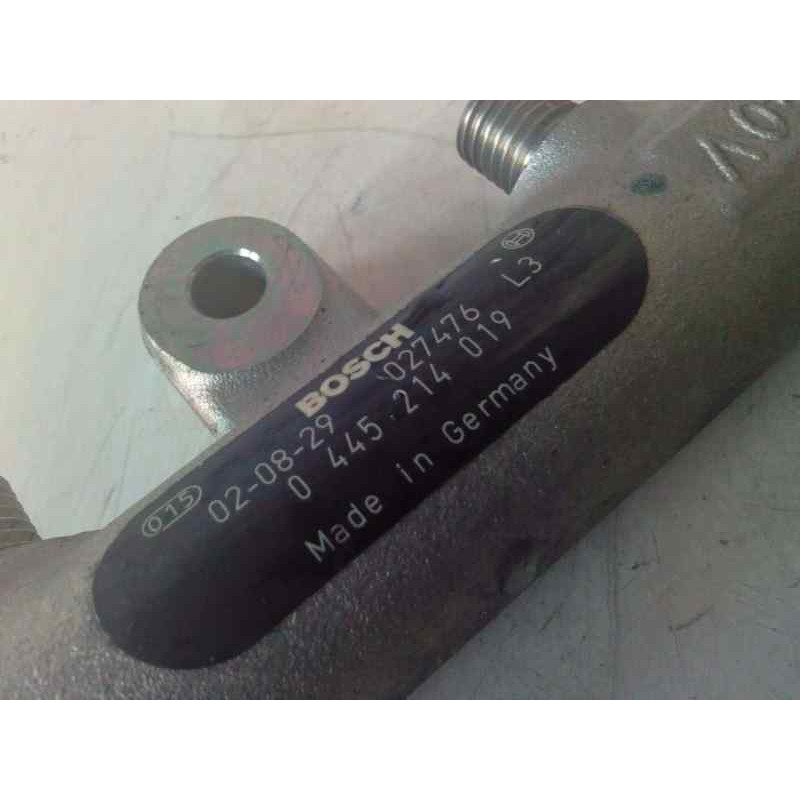 BOSCH
015 02-08-29 027476 L3
0 445 214 019
Made in Germany